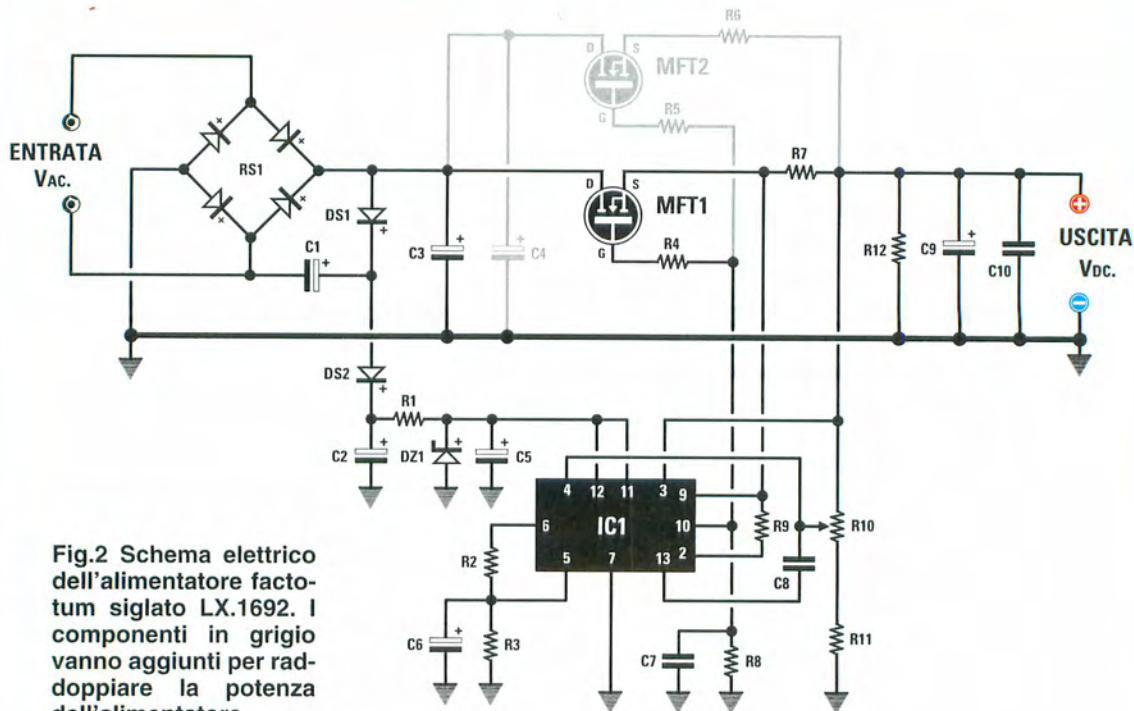 R6
D
S
MFT2
R5
G
ENTRATA
VAC.
RS1
R7
D
S
MFT1
DS1
C1
C3
C4
R4
G
R12
C9
C10
USCITA
VDC.
DS2
R1
C2
DZ1
C5
4 12 11 3 9
6
IC1
10
5 7 13 2
R9
R10
R2
C8
C6
R3
C7
R8
R11
Fig.2 Schema elettrico
dell'alimentatore facto-
tum siglato LX.1692. I
componenti in grigio
vanno aggiunti per rad-
doppiare la potenza
dell'alimentatore